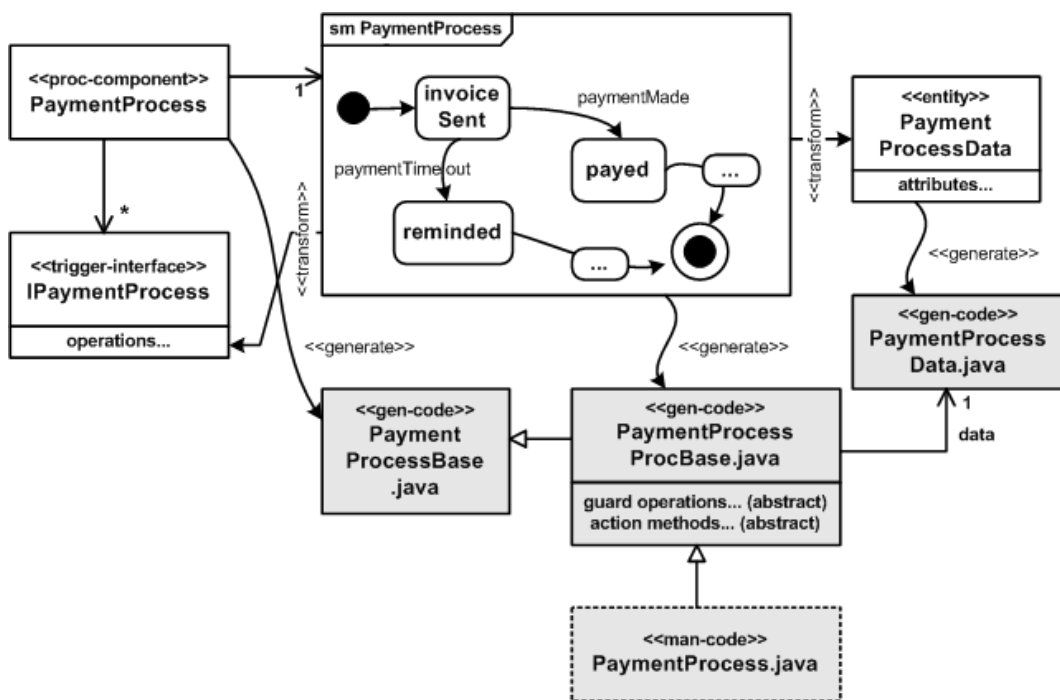 sm PaymentProcess
<<proc-component>>
PaymentProcess
1
invoice
Sent
paymentMade
payed
...
paymentTime out
reminded
...
<<transform>>
<<transform>>
<<entity>>
Payment
ProcessData
attributes...
*
<<trigger-interface>>
IPaymentProcess
operations...
<<generate>>
<<generate>>
<<generate>>
<<gen-code>>
PaymentProcess
Data.java
1
data
<<gen-code>>
Payment
ProcessBase
.java
<<gen-code>>
PaymentProcess
ProcBase.java
guard operations... (abstract)
action methods... (abstract)
<<man-code>>
PaymentProcess.java